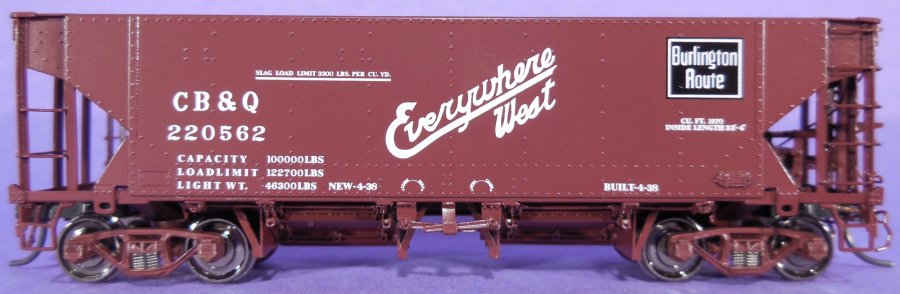 SLAG LOAD LIMIT 3300 LBS. PER CU. YD.
CB&Q
220562
CAPACITY 100000LBS
LOADLIMIT 122700LBS
LIGHT WT. 46300LBS NEW-4-38
Everywhere
West
Burlington
Route
CU. FT. 1970
INSIDE LENGTH 33'-4"
BUILT-4-38